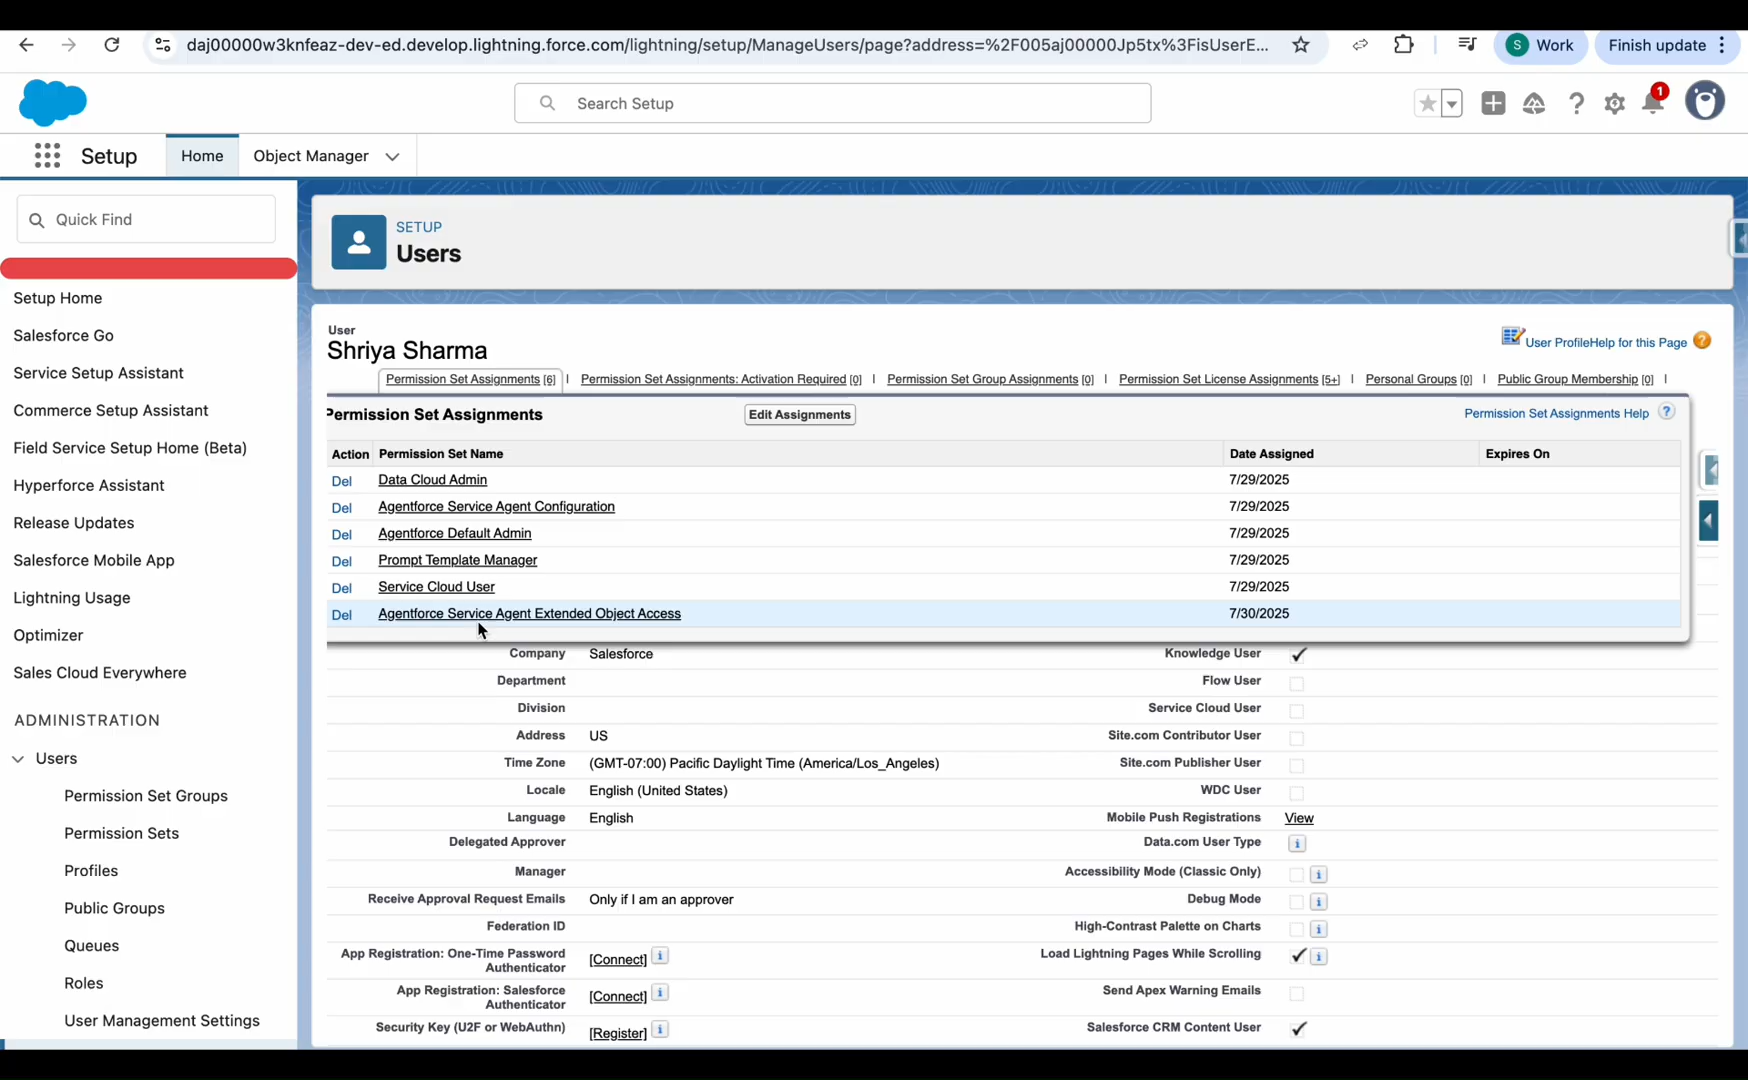 daj00000w3knfeaz-dev-ed.develop.lightning.force.com/lightning/setup/ManageUsers/page?address=%2F005aj00000Jp5tx%3FisUserE...
S Work
Finish update
Search Setup
1
Setup
Home
Object Manager
Quick Find
Setup Home
Salesforce Go
Service Setup Assistant
Commerce Setup Assistant
Field Service Setup Home (Beta)
Hyperforce Assistant
Release Updates
Salesforce Mobile App
Lightning Usage
Optimizer
Sales Cloud Everywhere
ADMINISTRATION
Users
Permission Set Groups
Permission Sets
Profiles
Public Groups
Queues
Roles
User Management Settings
SETUP
Users
User
Shriya Sharma
User ProfileHelp for this Page ?
Permission Set Assignments [6] | Permission Set Assignments: Activation Required [0] | Permission Set Group Assignments [0] | Permission Set License Assignments [5+] | Personal Groups [0] | Public Group Membership [0] |
Permission Set Assignments
Edit Assignments
Permission Set Assignments Help ?
Action Permission Set Name Date Assigned Expires On
Del Data Cloud Admin 7/29/2025
Del Agentforce Service Agent Configuration 7/29/2025
Del Agentforce Default Admin 7/29/2025
Del Prompt Template Manager 7/29/2025
Del Service Cloud User 7/29/2025
Del Agentforce Service Agent Extended Object Access 7/30/2025
Company Salesforce Knowledge User
Department Flow User
Division Service Cloud User
Address US Site.com Contributor User
Time Zone (GMT-07:00) Pacific Daylight Time (America/Los_Angeles) Site.com Publisher User
Locale English (United States) WDC User
Language English Mobile Push Registrations View
Delegated Approver Data.com User Type i
Manager Accessibility Mode (Classic Only) i
Receive Approval Request Emails Only if I am an approver Debug Mode i
Federation ID High-Contrast Palette on Charts i
App Registration: One-Time Password Authenticator [Connect] i Load Lightning Pages While Scrolling i
App Registration: Salesforce Authenticator [Connect] i Send Apex Warning Emails
Security Key (U2F or WebAuthn) [Register] i Salesforce CRM Content User